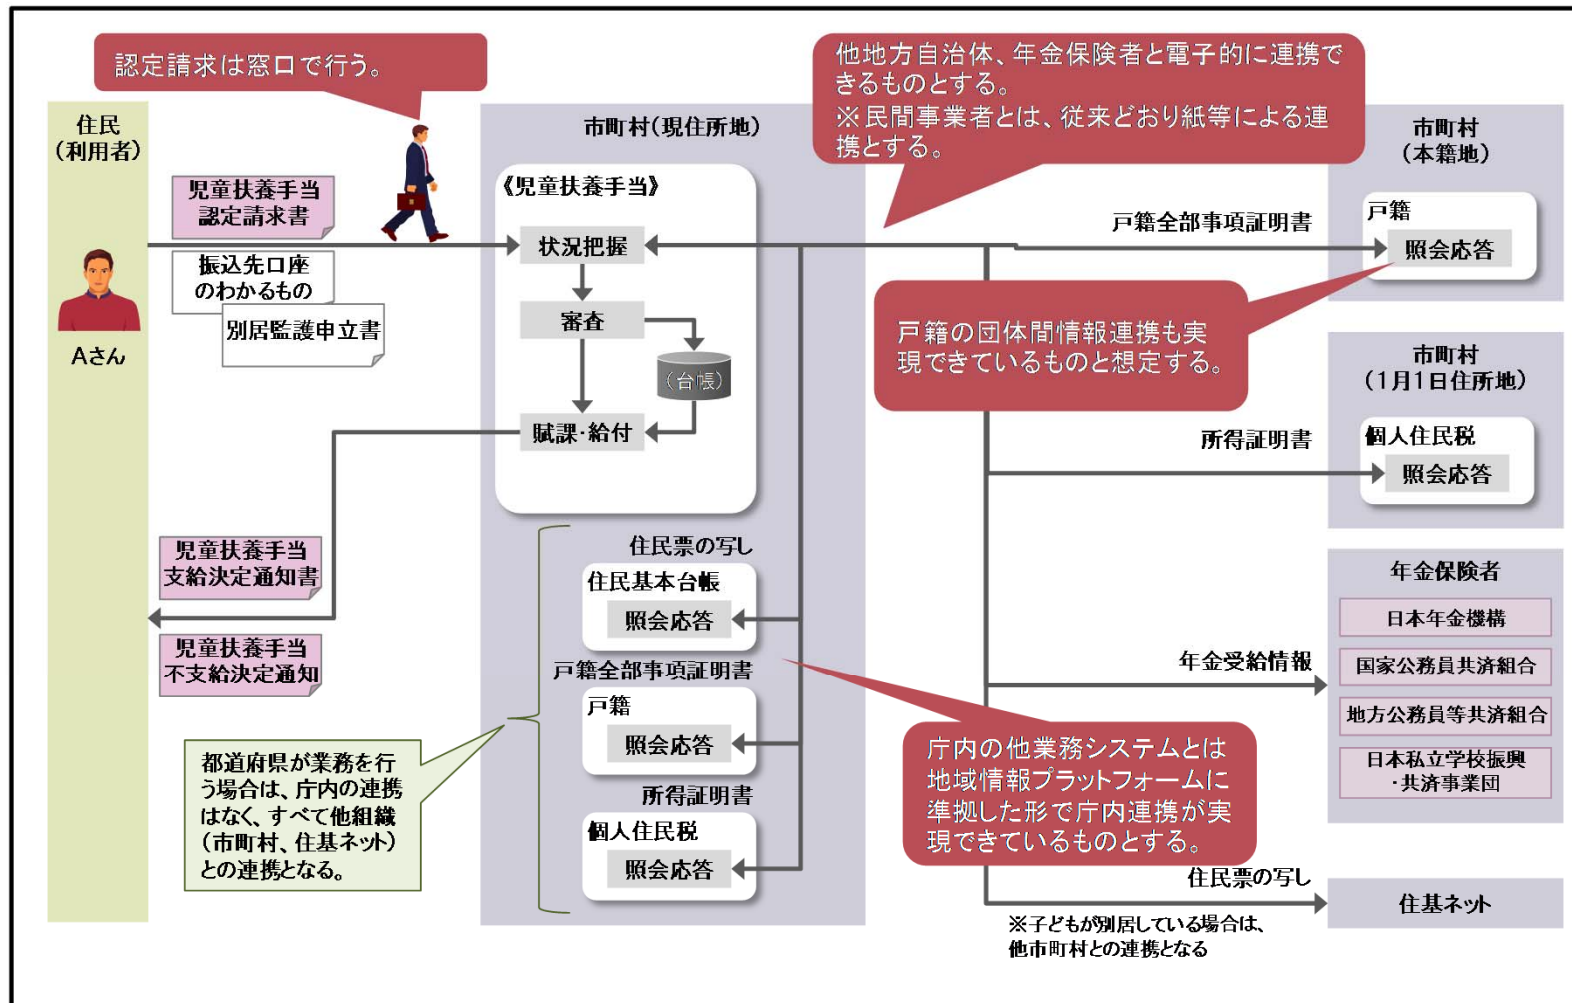 認定請求は窓口で行う。
他地方自治体、年金保険者と電子的に連携で
きるものとする。
※民間事業者とは、従来どおり紙等による連
携とする。
住民
(利用者)
Aさん
児童扶養手当
認定請求書
振込先口座
のわかるもの
別居監護申立書
市町村(現住所地)
《児童扶養手当》
状況把握
審査
(台帳)
賦課・給付
児童扶養手当
支給決定通知書
児童扶養手当
不支給決定通知
都道府県が業務を行
う場合は、庁内の連携
はなく、すべて他組織
(市町村、住基ネット)
との連携となる。
住民票の写し
住民基本台帳
照会応答
戸籍全部事項証明書
戸籍
照会応答
所得証明書
個人住民税
照会応答
庁内の他業務システムとは
地域情報プラットフォームに
準拠した形で庁内連携が実
現できているものとする。
戸籍全部事項証明書
市町村
(本籍地)
戸籍
照会応答
戸籍の団体間情報連携も実
現できているものと想定する。
所得証明書
市町村
(1月1日住所地)
個人住民税
照会応答
年金受給情報
年金保険者
日本年金機構
国家公務員共済組合
地方公務員等共済組合
日本私立学校振興
・共済事業団
住民票の写し
住基ネット
※子どもが別居している場合は、
他市町村との連携となる